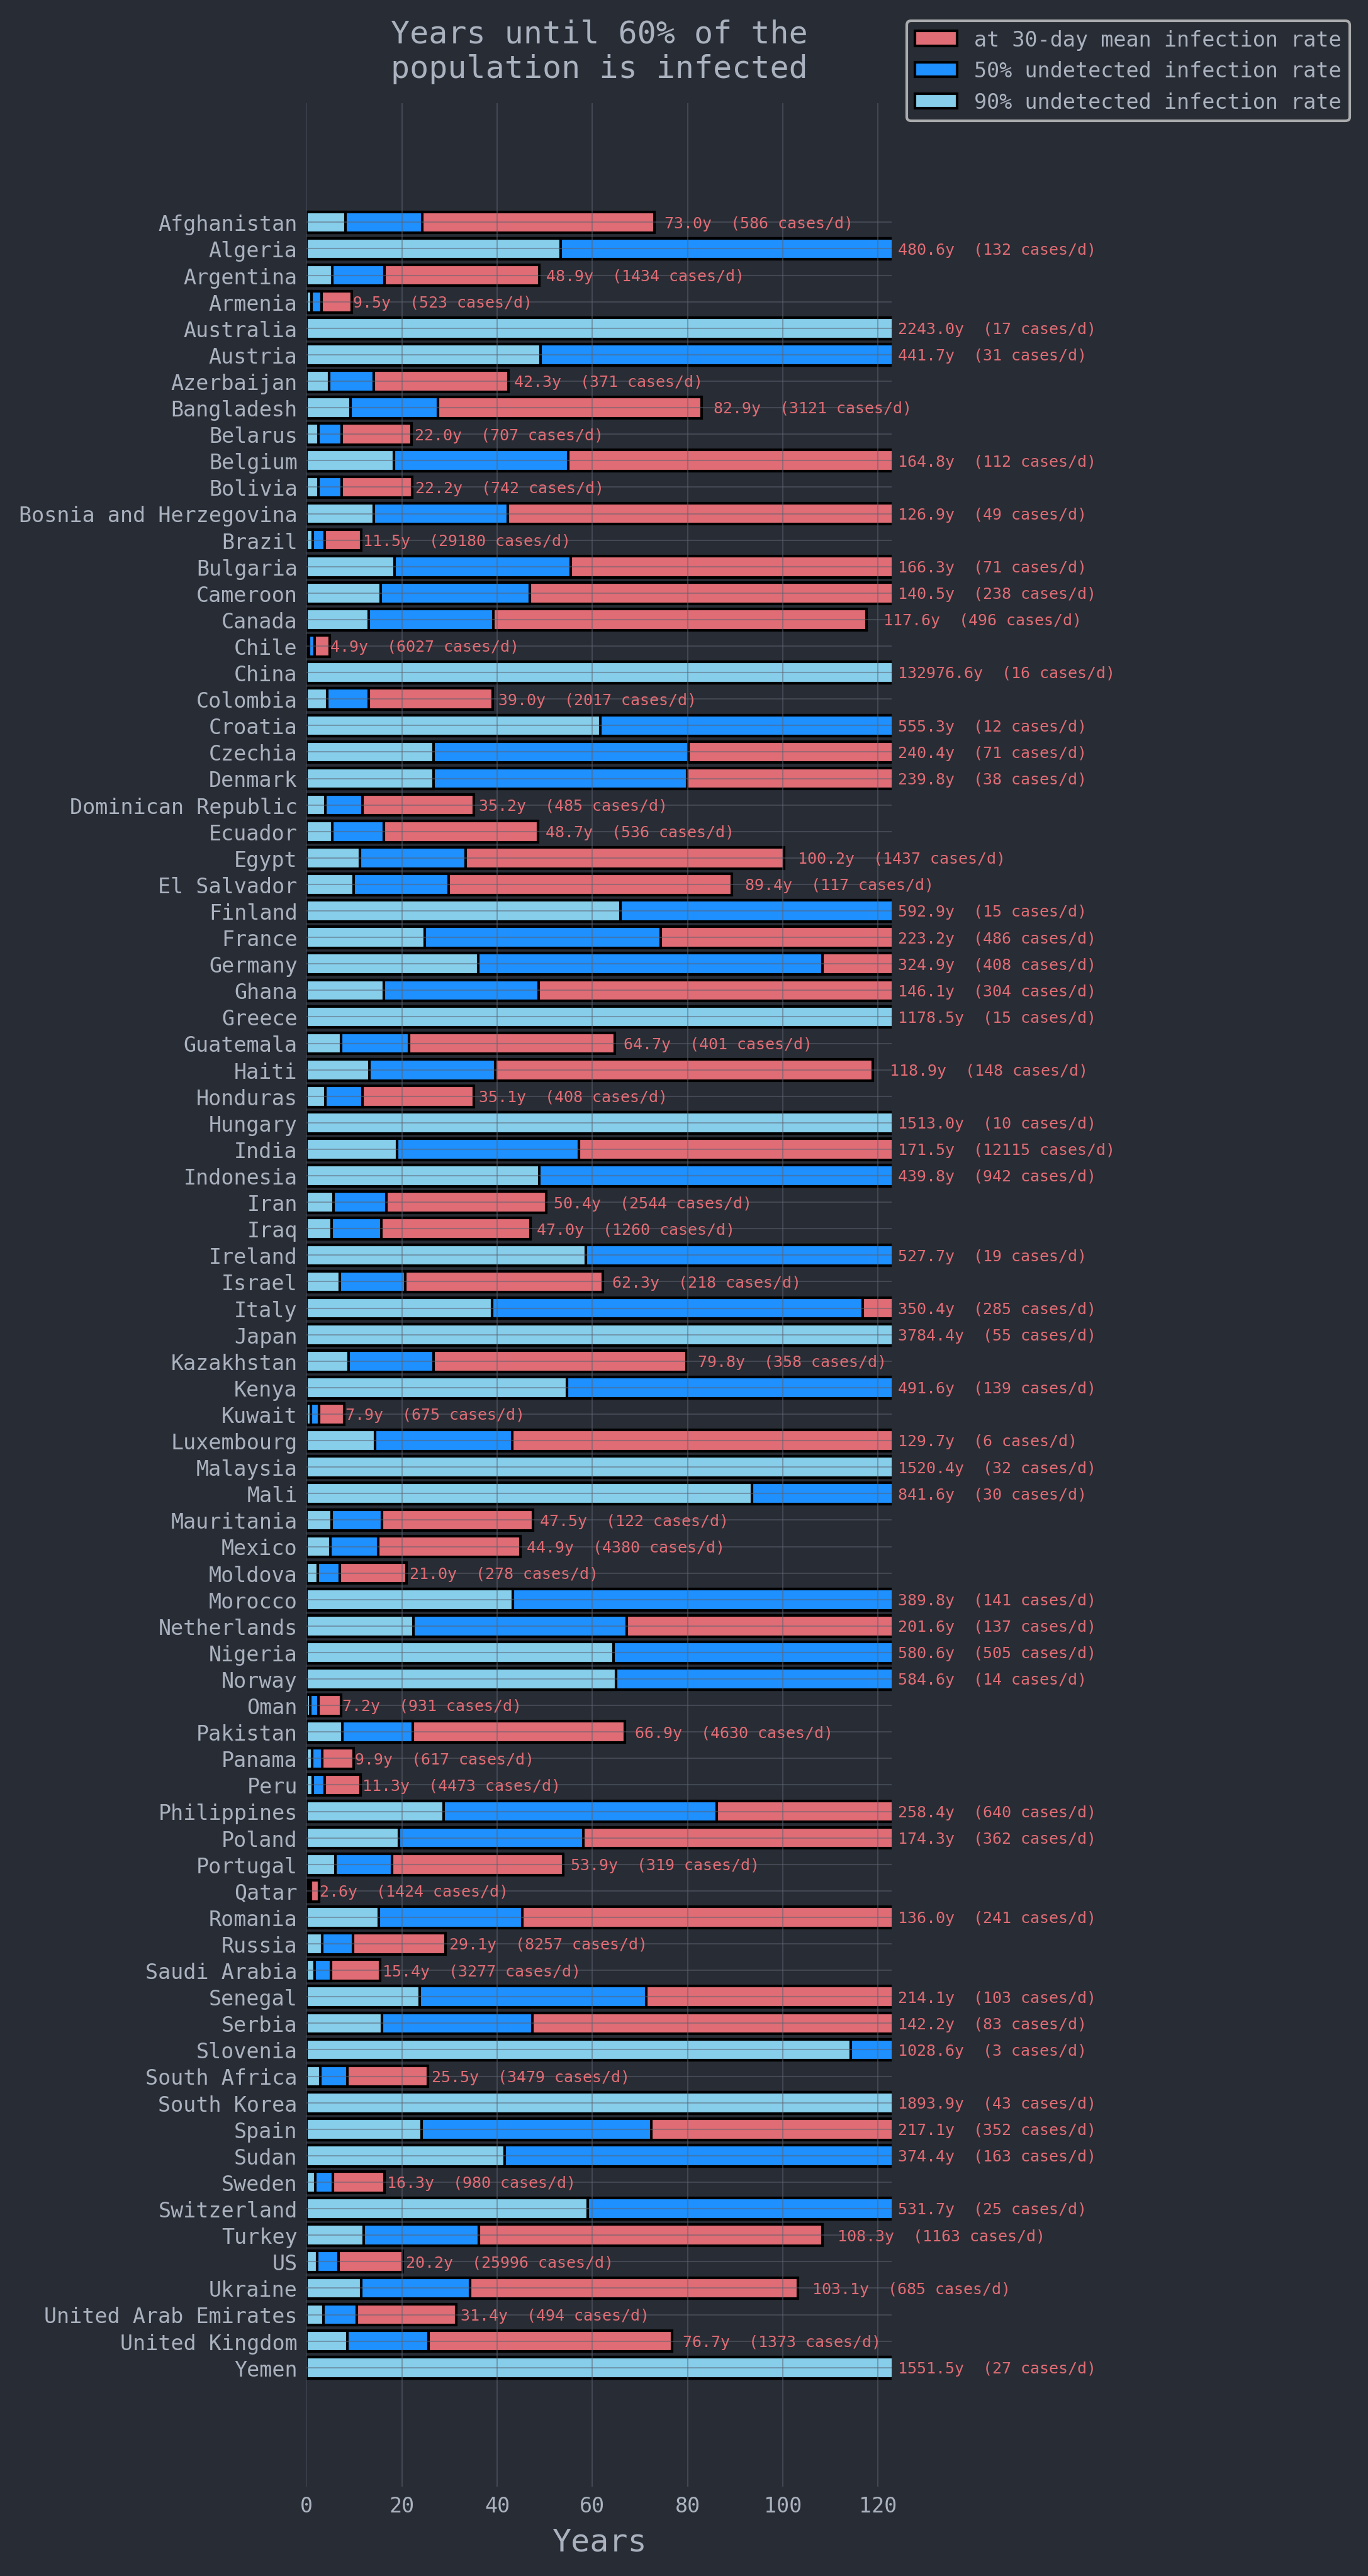 Years until 60% of the
population is infected
at 30-day mean infection rate
50% undetected infection rate
90% undetected infection rate
Afghanistan 73.0y (586 cases/d)
Algeria 480.6y (132 cases/d)
Argentina 48.9y (1434 cases/d)
Armenia 9.5y (523 cases/d)
Australia 2243.0y (17 cases/d)
Austria 441.7y (31 cases/d)
Azerbaijan 42.3y (371 cases/d)
Bangladesh 82.9y (3121 cases/d)
Belarus 22.0y (707 cases/d)
Belgium 164.8y (112 cases/d)
Bolivia 22.2y (742 cases/d)
Bosnia and Herzegovina 126.9y (49 cases/d)
Brazil 11.5y (29180 cases/d)
Bulgaria 166.3y (71 cases/d)
Cameroon 140.5y (238 cases/d)
Canada 117.6y (496 cases/d)
Chile 4.9y (6027 cases/d)
China 132976.6y (16 cases/d)
Colombia 39.0y (2017 cases/d)
Croatia 555.3y (12 cases/d)
Czechia 240.4y (71 cases/d)
Denmark 239.8y (38 cases/d)
Dominican Republic 35.2y (485 cases/d)
Ecuador 48.7y (536 cases/d)
Egypt 100.2y (1437 cases/d)
El Salvador 89.4y (117 cases/d)
Finland 592.9y (15 cases/d)
France 223.2y (486 cases/d)
Germany 324.9y (408 cases/d)
Ghana 146.1y (304 cases/d)
Greece 1178.5y (15 cases/d)
Guatemala 64.7y (401 cases/d)
Haiti 118.9y (148 cases/d)
Honduras 35.1y (408 cases/d)
Hungary 1513.0y (10 cases/d)
India 171.5y (12115 cases/d)
Indonesia 439.8y (942 cases/d)
Iran 50.4y (2544 cases/d)
Iraq 47.0y (1260 cases/d)
Ireland 527.7y (19 cases/d)
Israel 62.3y (218 cases/d)
Italy 350.4y (285 cases/d)
Japan 3784.4y (55 cases/d)
Kazakhstan 79.8y (358 cases/d)
Kenya 491.6y (139 cases/d)
Kuwait 7.9y (675 cases/d)
Luxembourg 129.7y (6 cases/d)
Malaysia 1520.4y (32 cases/d)
Mali 841.6y (30 cases/d)
Mauritania 47.5y (122 cases/d)
Mexico 44.9y (4380 cases/d)
Moldova 21.0y (278 cases/d)
Morocco 389.8y (141 cases/d)
Netherlands 201.6y (137 cases/d)
Nigeria 580.6y (505 cases/d)
Norway 584.6y (14 cases/d)
Oman 7.2y (931 cases/d)
Pakistan 66.9y (4630 cases/d)
Panama 9.9y (617 cases/d)
Peru 11.3y (4473 cases/d)
Philippines 258.4y (640 cases/d)
Poland 174.3y (362 cases/d)
Portugal 53.9y (319 cases/d)
Qatar 2.6y (1424 cases/d)
Romania 136.0y (241 cases/d)
Russia 29.1y (8257 cases/d)
Saudi Arabia 15.4y (3277 cases/d)
Senegal 214.1y (103 cases/d)
Serbia 142.2y (83 cases/d)
Slovenia 1028.6y (3 cases/d)
South Africa 25.5y (3479 cases/d)
South Korea 1893.9y (43 cases/d)
Spain 217.1y (352 cases/d)
Sudan 374.4y (163 cases/d)
Sweden 16.3y (980 cases/d)
Switzerland 531.7y (25 cases/d)
Turkey 108.3y (1163 cases/d)
US 20.2y (25996 cases/d)
Ukraine 103.1y (685 cases/d)
United Arab Emirates 31.4y (494 cases/d)
United Kingdom 76.7y (1373 cases/d)
Yemen 1551.5y (27 cases/d)
0 20 40 60 80 100 120
Years